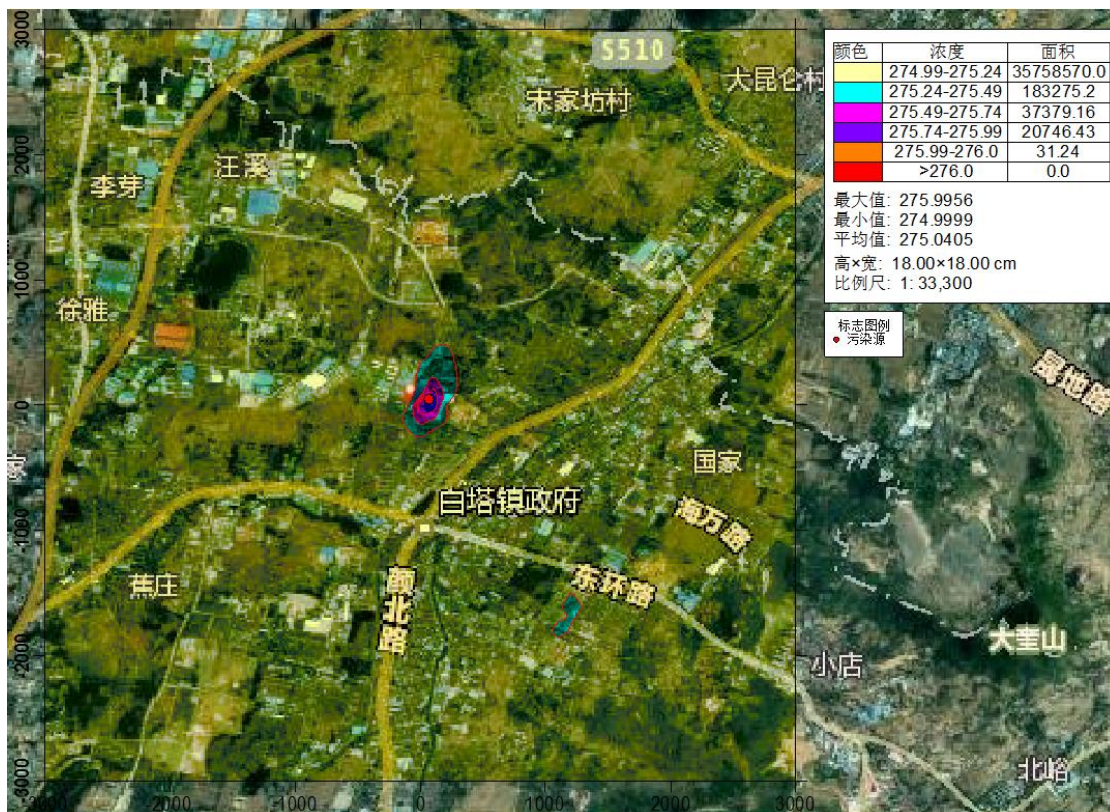 3000
S510
大昆仑村
宋家坊村
颜色 浓度 面积
274.99-275.24 35758570.0
275.24-275.49 183275.2
275.49-275.74 37379.16
275.74-275.99 20746.43
275.99-276.0 31.24
>276.0 0.0
最大值: 275.9956
最小值: 274.9999
平均值: 275.0405
高×宽: 18.00×18.00 cm
比例尺: 1: 33,300
标志图例
污染源
2000
汪溪
李芽
1000
徐雅
0
国家
白塔镇政府
海万路
-1000
东环路
蕉庄
颜北路
大奎山
小店
-2000
北峪
-3000
-3000 -2000 -1000 0 1000 2000 3000